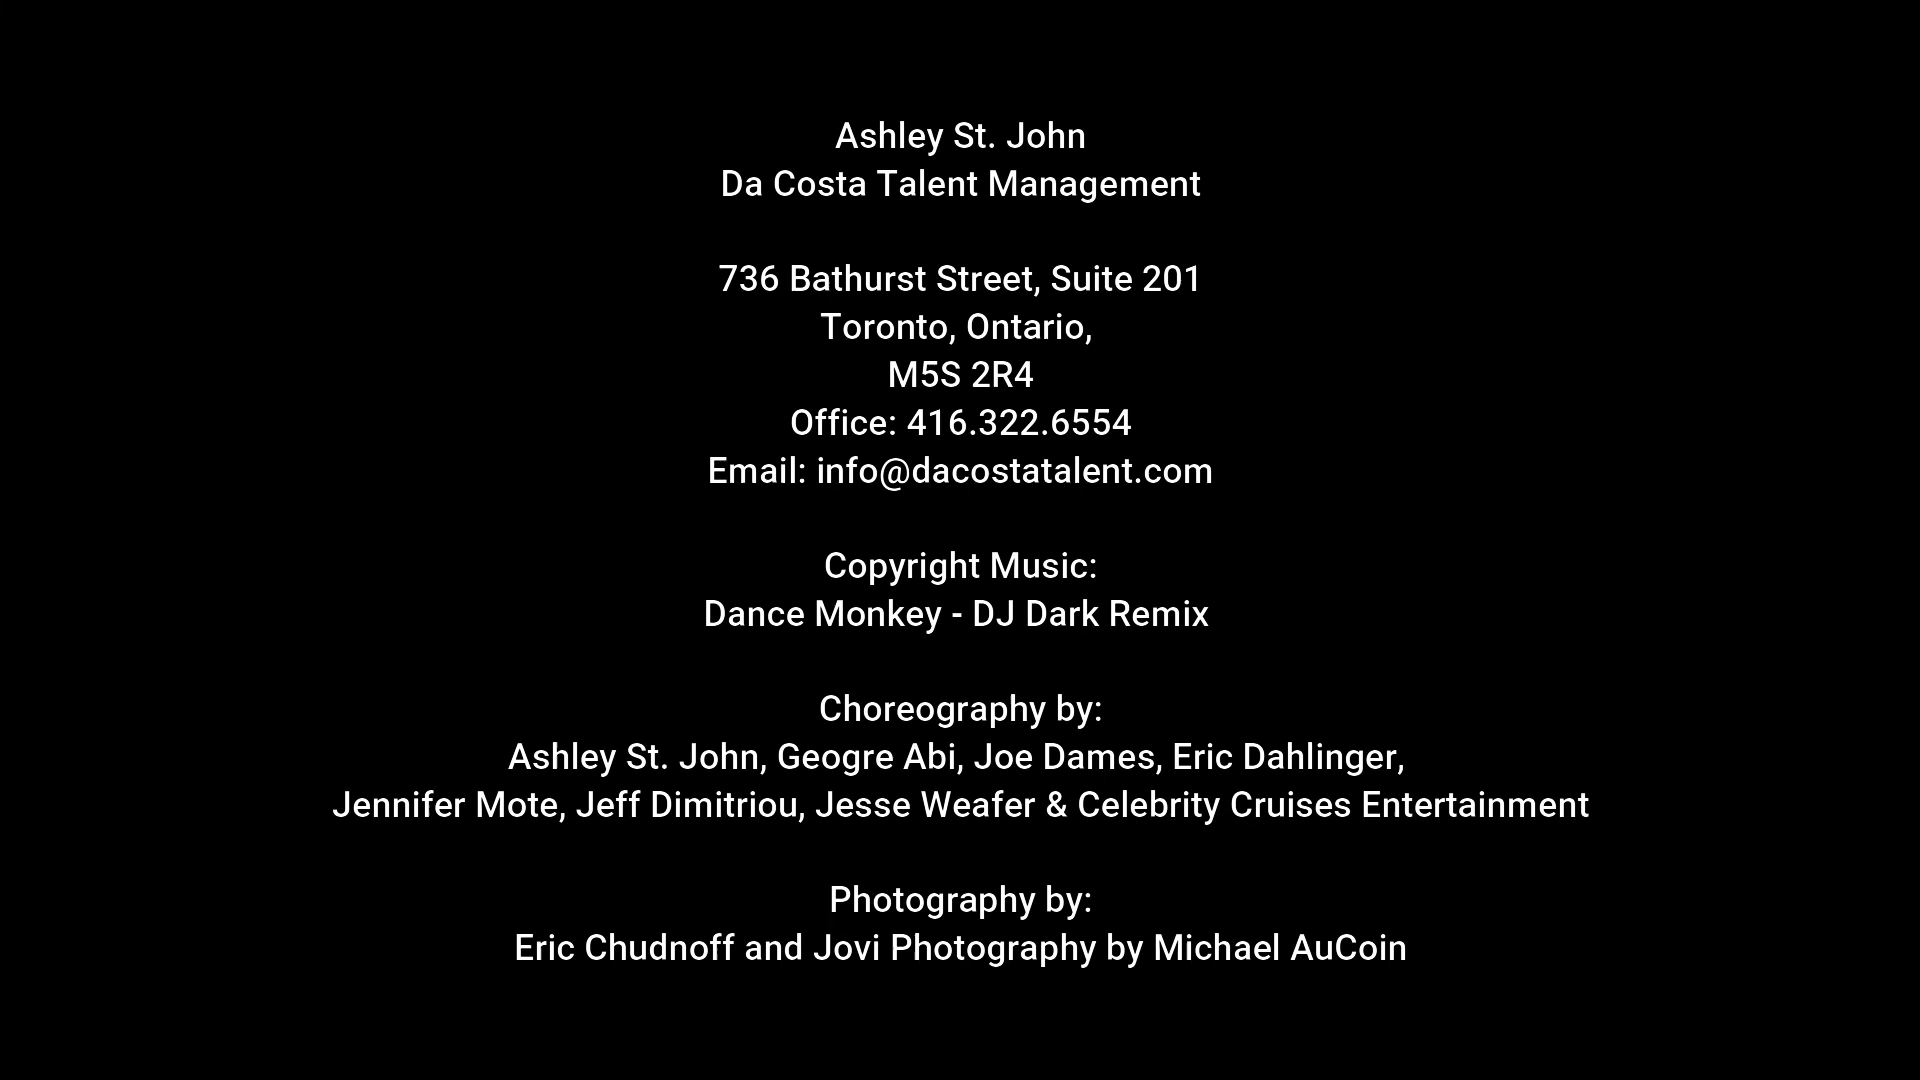 Ashley St. John
Da Costa Talent Management
736 Bathurst Street, Suite 201
Toronto, Ontario,
M5S 2R4
Office: 416.322.6554
Email: info@dacostatalent.com
Copyright Music:
Dance Monkey - DJ Dark Remix
Choreography by:
Ashley St. John, Geogre Abi, Joe Dames, Eric Dahlinger,
Jennifer Mote, Jeff Dimitriou, Jesse Weafer & Celebrity Cruises Entertainment
Photography by:
Eric Chudnoff and Jovi Photography by Michael AuCoin